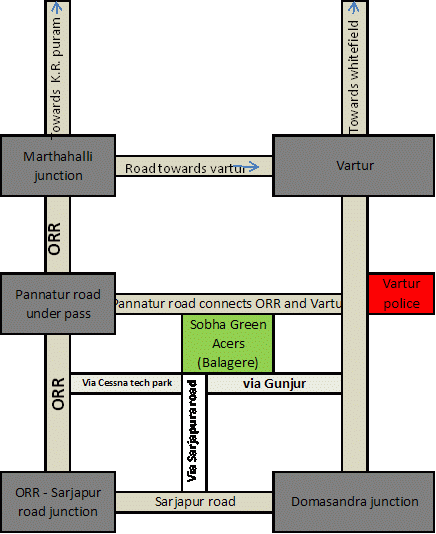 Towards K.R. puram
Towards whitefield
Marthahalli
junction
Road towards vartur
Vartur
ORR
Pannatur road
under pass
Pannatur road connects ORR and Vartu
Vartur
police
Sobha Green
Acers
(Balagere)
ORR
Via Cessna tech park
via Gunjur
Via Sarjapura road
ORR - Sarjapur
road junction
Sarjapur road
Domasandra junction